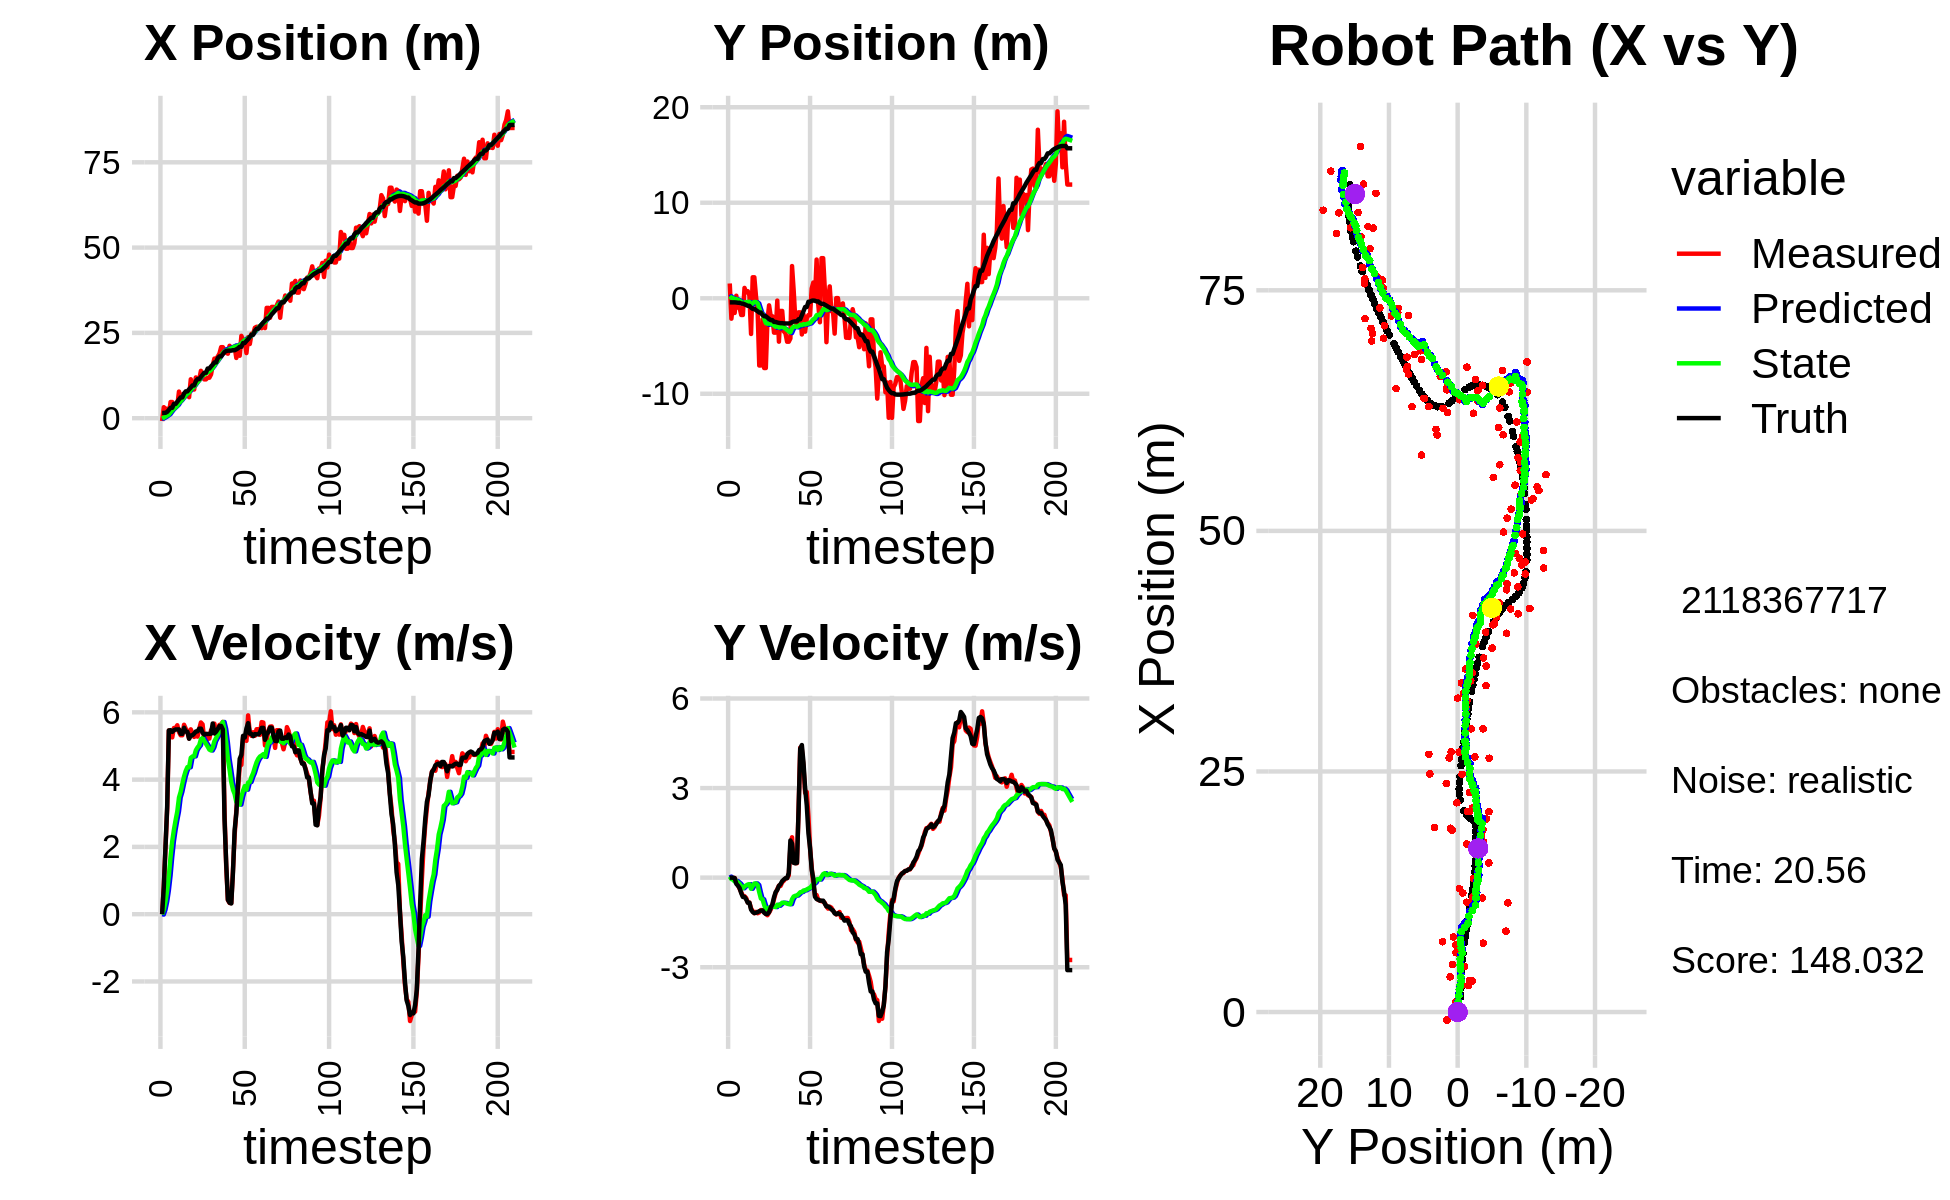 X Position (m)
75
50
25
0
0 50 100 150 200
timestep
Y Position (m)
20
10
0
-10
0 50 100 150 200
timestep
X Velocity (m/s)
6
4
2
0
-2
0 50 100 150 200
timestep
Y Velocity (m/s)
6
3
0
-3
0 50 100 150 200
timestep
Robot Path (X vs Y)
X Position (m)
75
50
25
0
20 10 0 -10 -20
Y Position (m)
variable
Measured
Predicted
State
Truth
2118367717
Obstacles: none
Noise: realistic
Time: 20.56
Score: 148.032